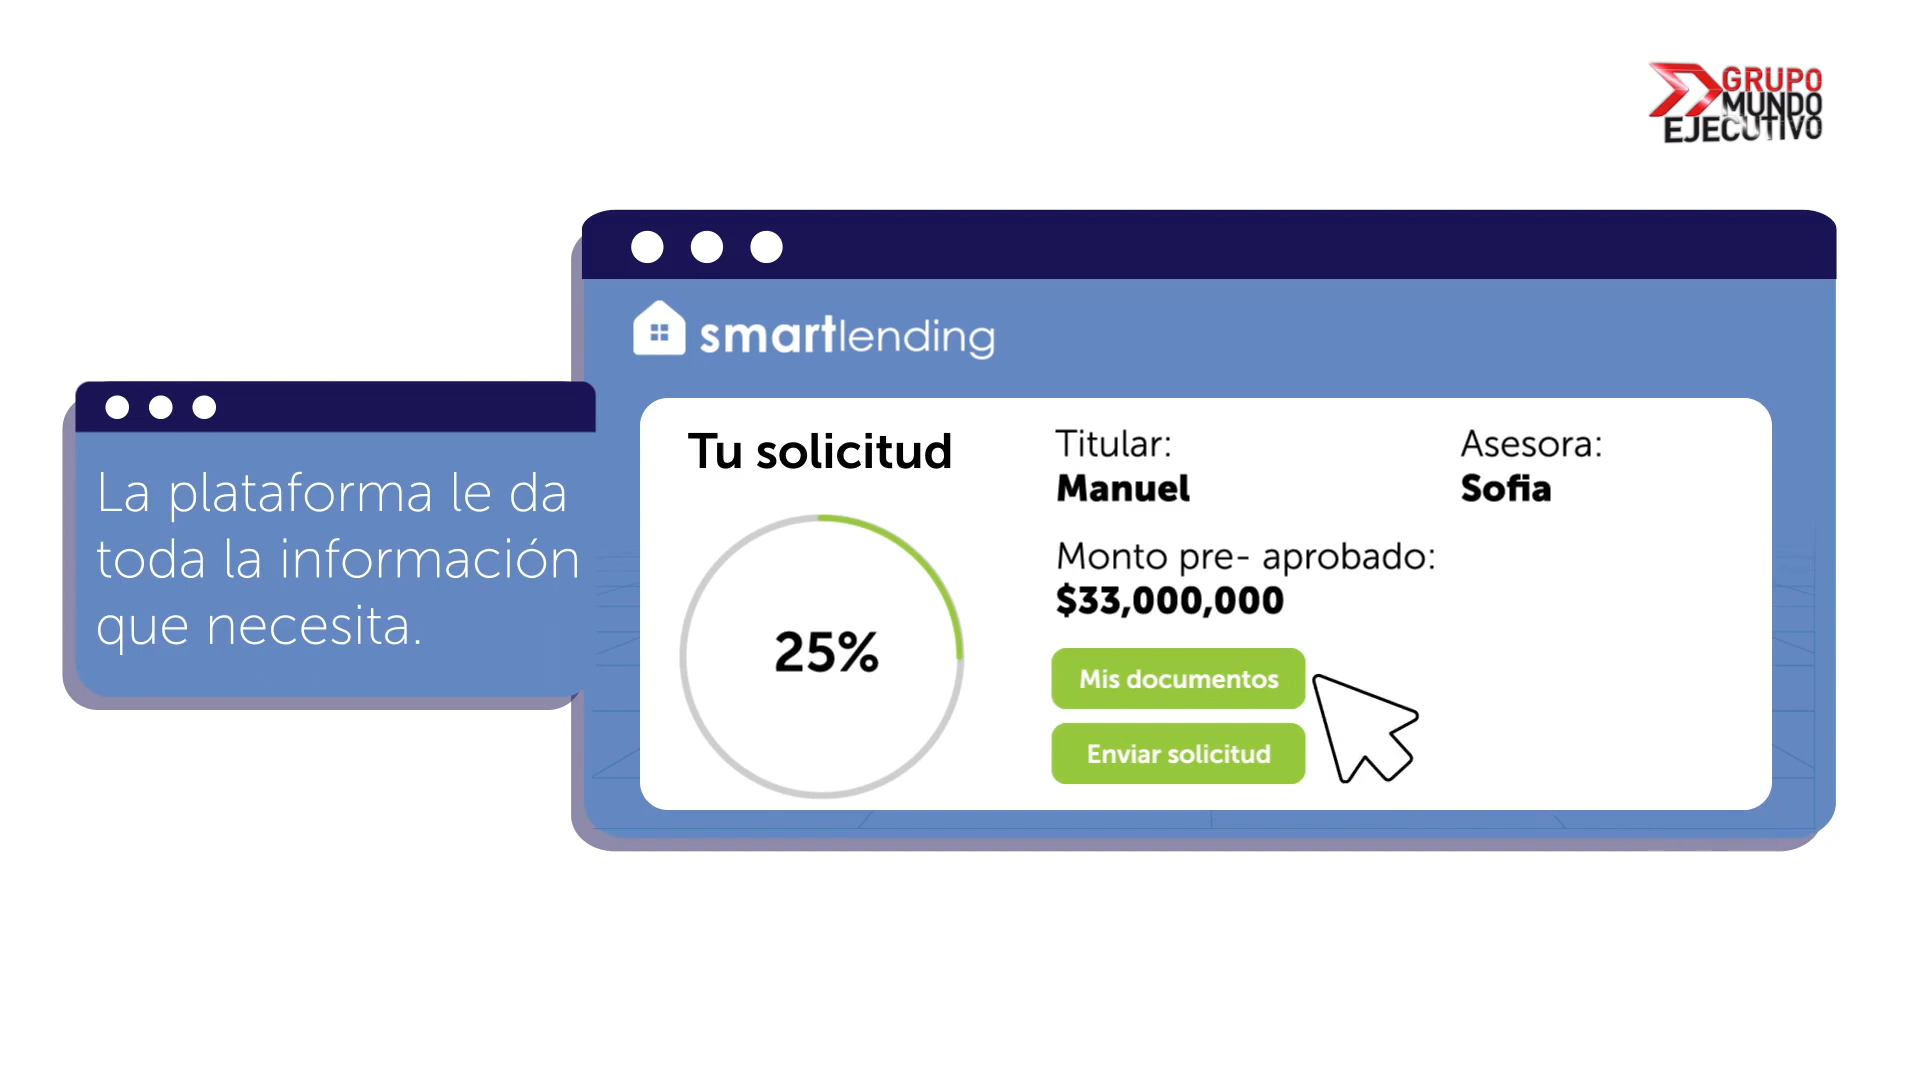 GRUPO
MUNDO
EJECUTIVO
smartlending
La plataforma le da
toda la información
que necesita.
Tu solicitud
25%
Titular:
Manuel
Asesora:
Sofia
Monto pre- aprobado:
$33,000,000
Mis documentos
Enviar solicitud